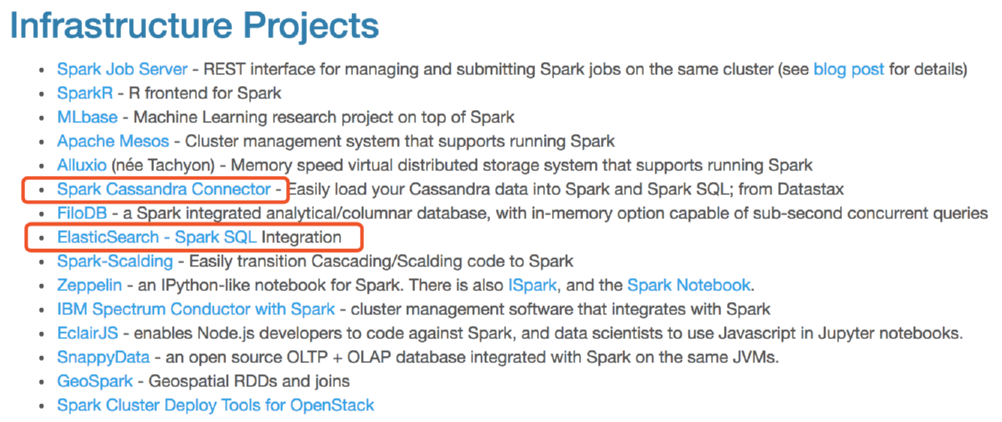 Infrastructure Projects
• Spark Job Server - REST interface for managing and submitting Spark jobs on the same cluster (see blog post for details)
• SparkR - R frontend for Spark
• MLbase - Machine Learning research project on top of Spark
• Apache Mesos - Cluster management system that supports running Spark
• Alluxio (née Tachyon) - Memory speed virtual distributed storage system that supports running Spark
• Spark Cassandra Connector - Easily load your Cassandra data into Spark and Spark SQL; from Datastax
• FiloDB - a Spark integrated analytical/columnar database, with in-memory option capable of sub-second concurrent queries
• ElasticSearch - Spark SQL Integration
• Spark-Scalding - Easily transition Cascading/Scalding code to Spark
• Zeppelin - an IPython-like notebook for Spark. There is also ISpark, and the Spark Notebook.
• IBM Spectrum Conductor with Spark - cluster management software that integrates with Spark
• EclairJS - enables Node.js developers to code against Spark, and data scientists to use Javascript in Jupyter notebooks.
• SnappyData - an open source OLTP + OLAP database integrated with Spark on the same JVMs.
• GeoSpark - Geospatial RDDs and joins
• Spark Cluster Deploy Tools for OpenStack